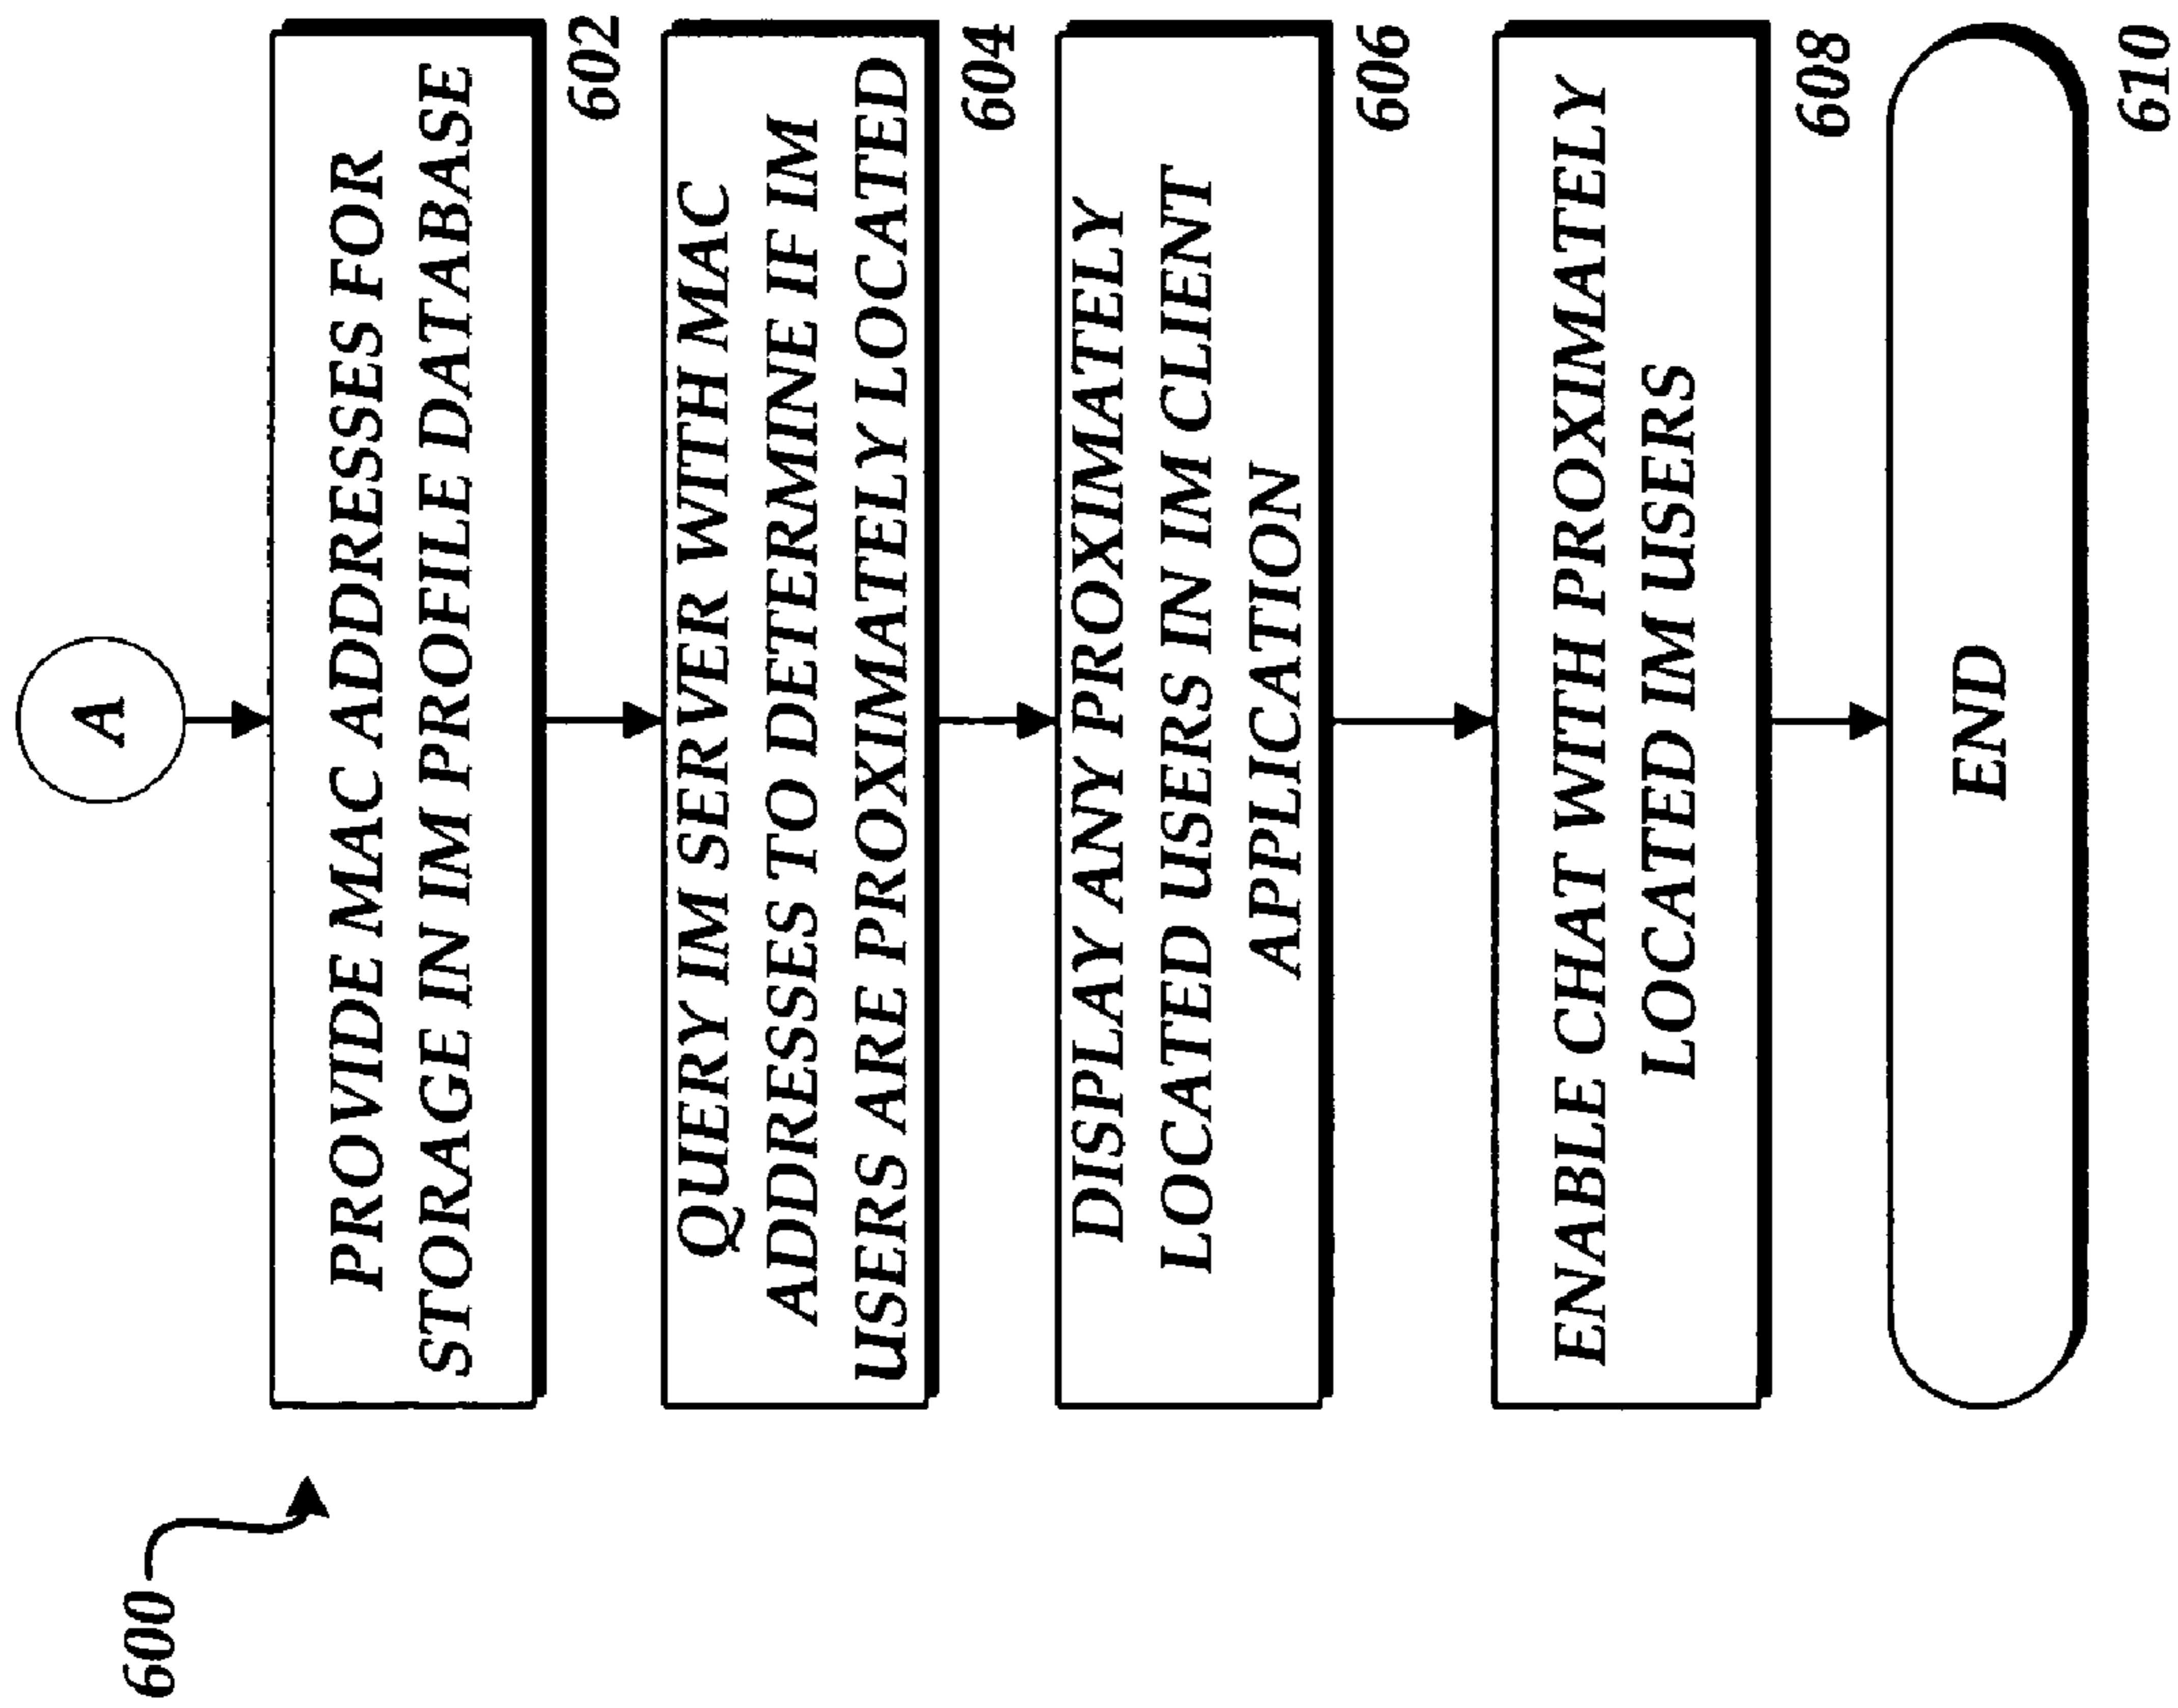 600
A
PROVIDE MAC ADDRESSES FOR
STORAGE IN IM PROFILE DATABASE
602
QUERY IM SERVER WITH MAC
ADDRESSES TO DETERMINE IF IM
USERS ARE PROXIMATELY LOCATED
604
DISPLAY ANY PROXIMATELY
LOCATED USERS IN IM CLIENT
APPLICATION
606
ENABLE CHAT WITH PROXIMATELY
LOCATED IM USERS
608
END
610